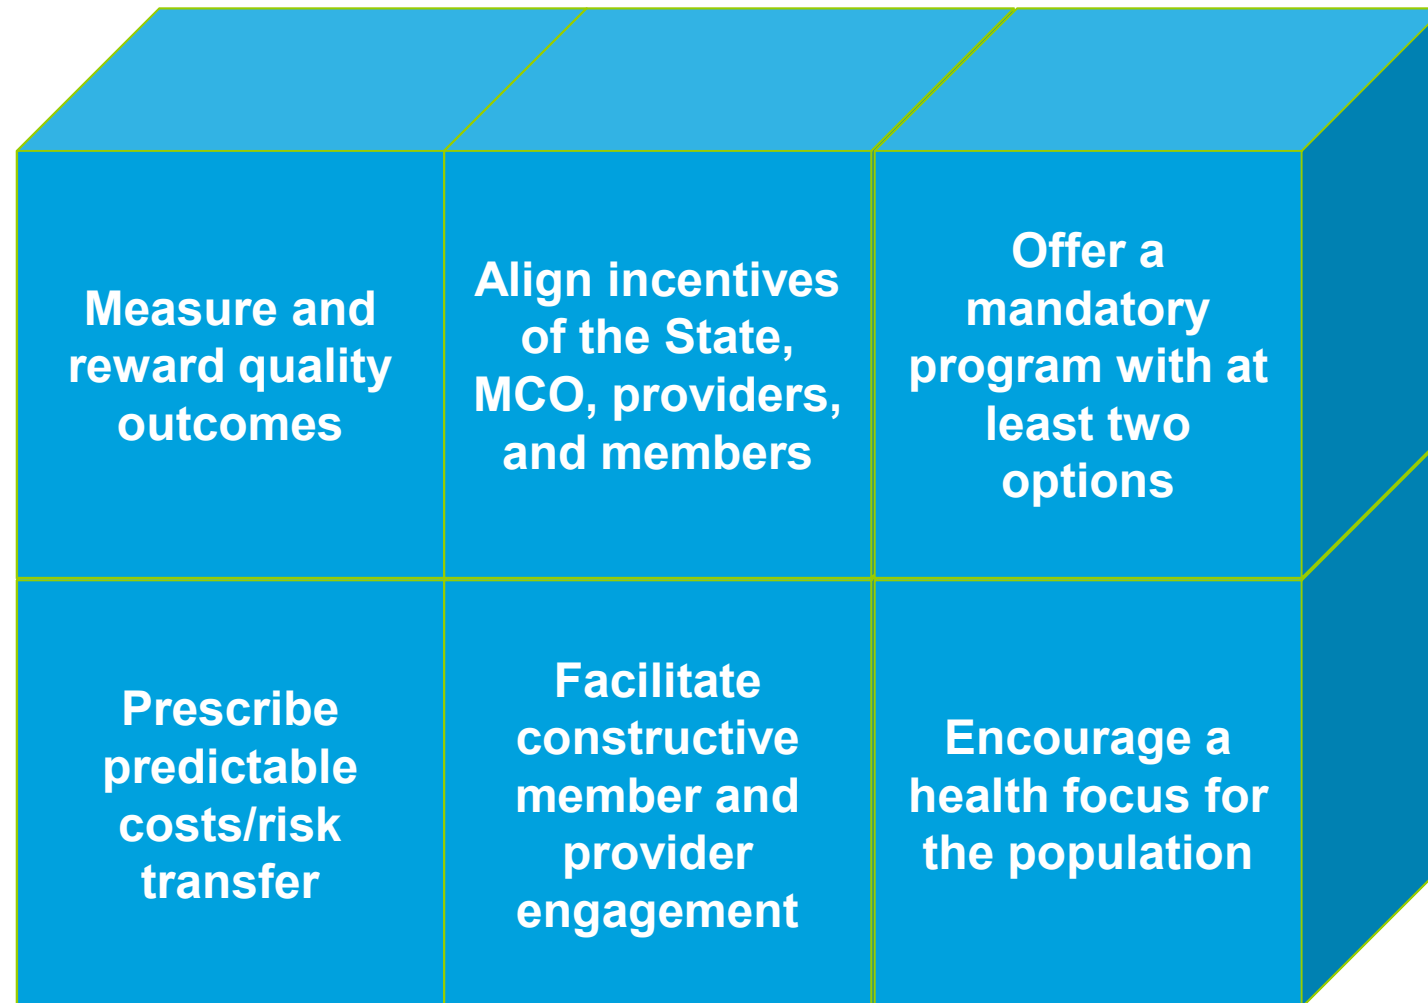 Measure and
reward quality
outcomes
Align incentives
of the State,
MCO, providers,
and members
Offer a
mandatory
program with at
least two
options
Prescribe
predictable
costs/risk
transfer
Facilitate
constructive
member and
provider
engagement
Encourage a
health focus for
the population